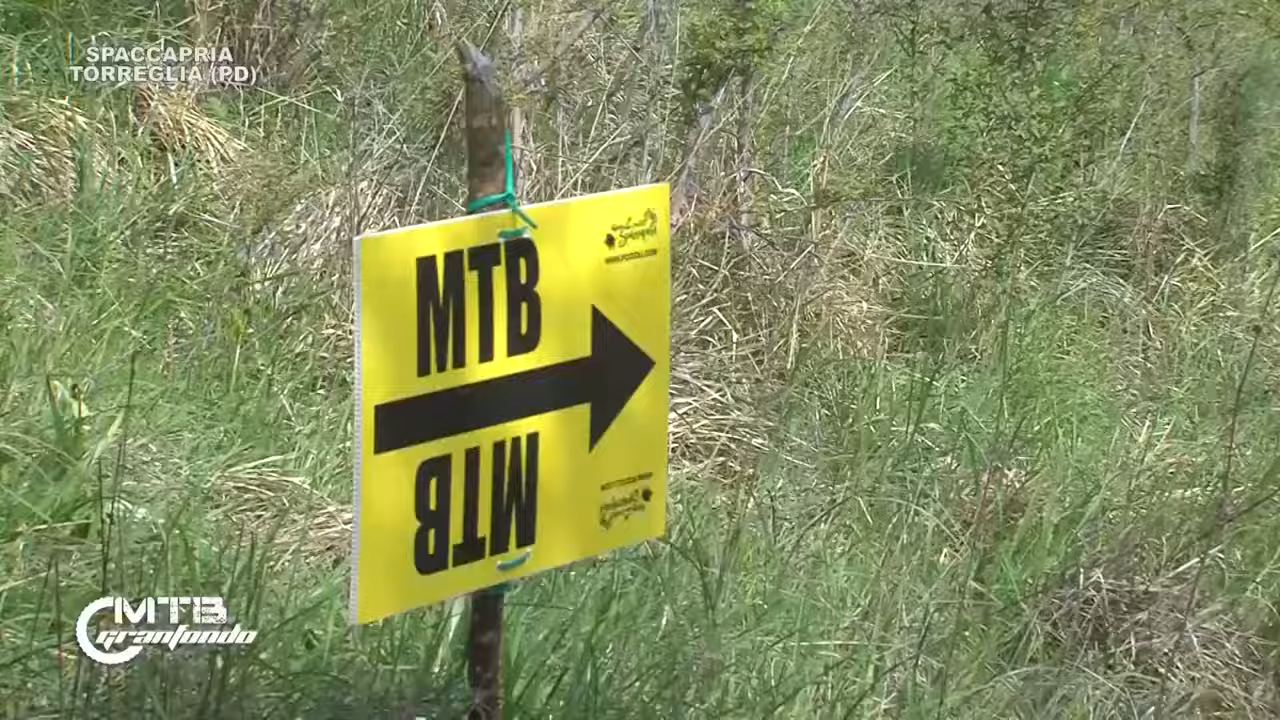 SPACCAPRIA
TORREGLIA (PD)
MTB
MTB
MTB
granfondo